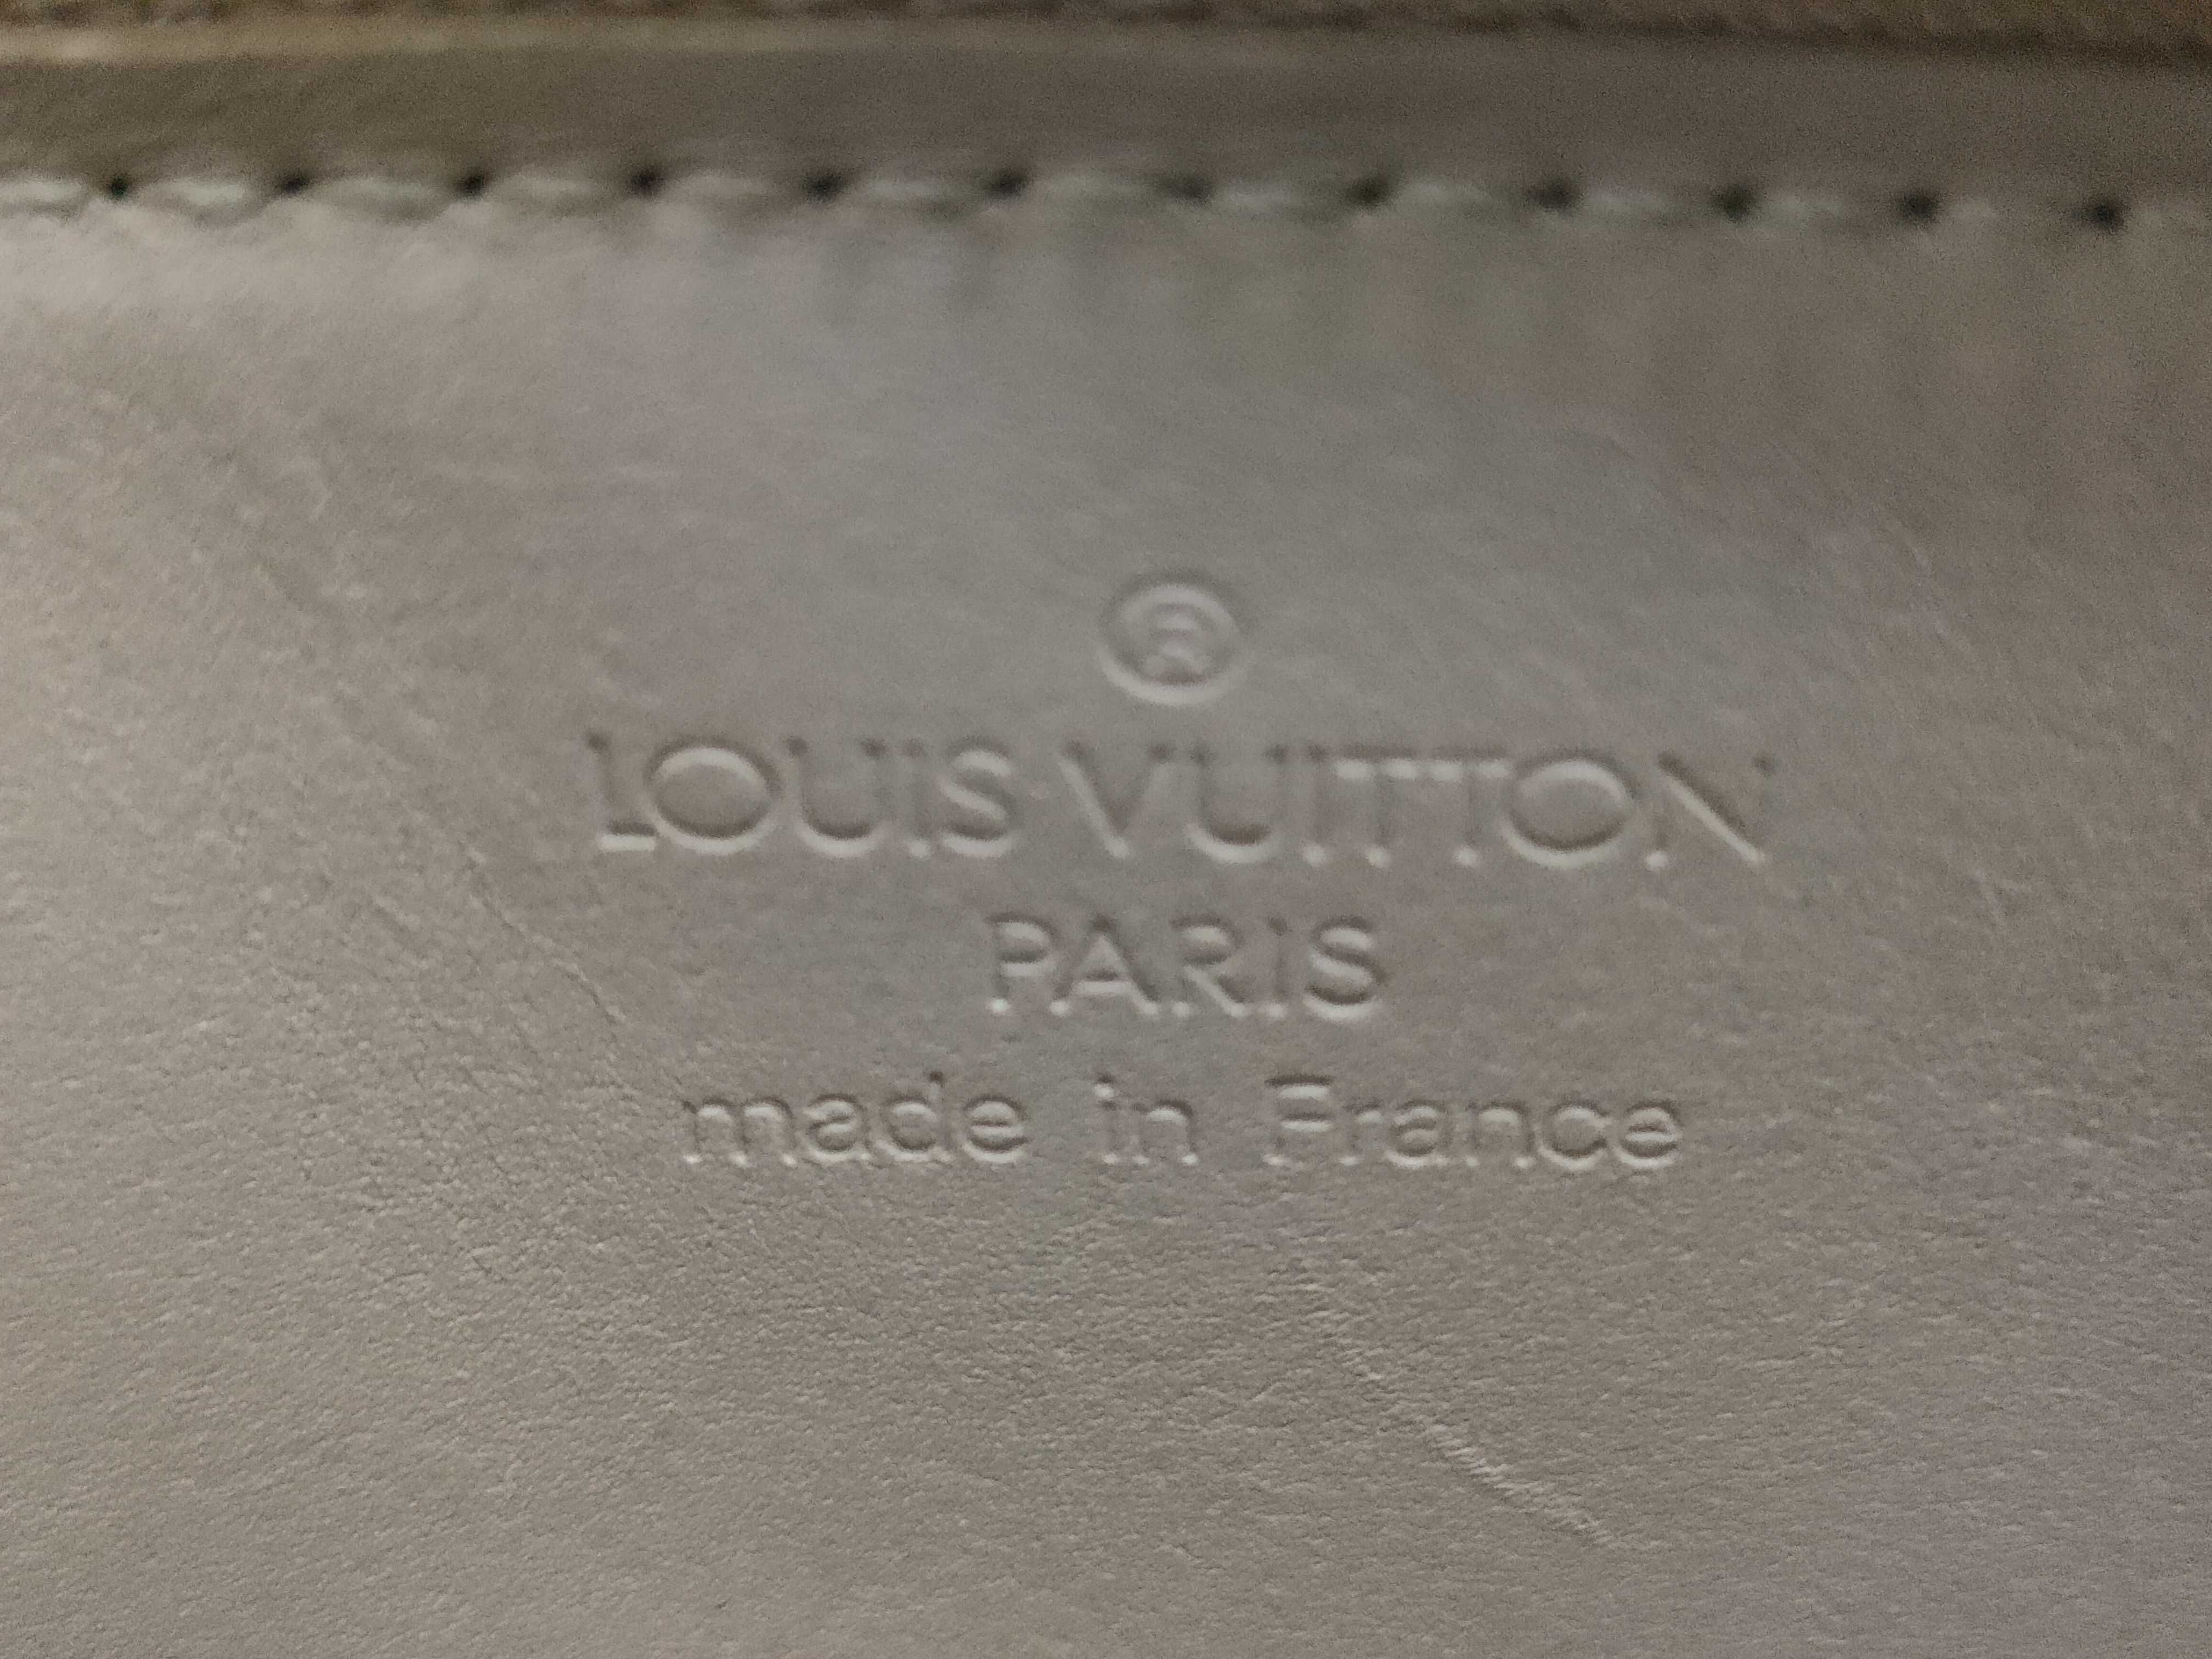 ®
LOUIS VUITTON
PARIS
made in France